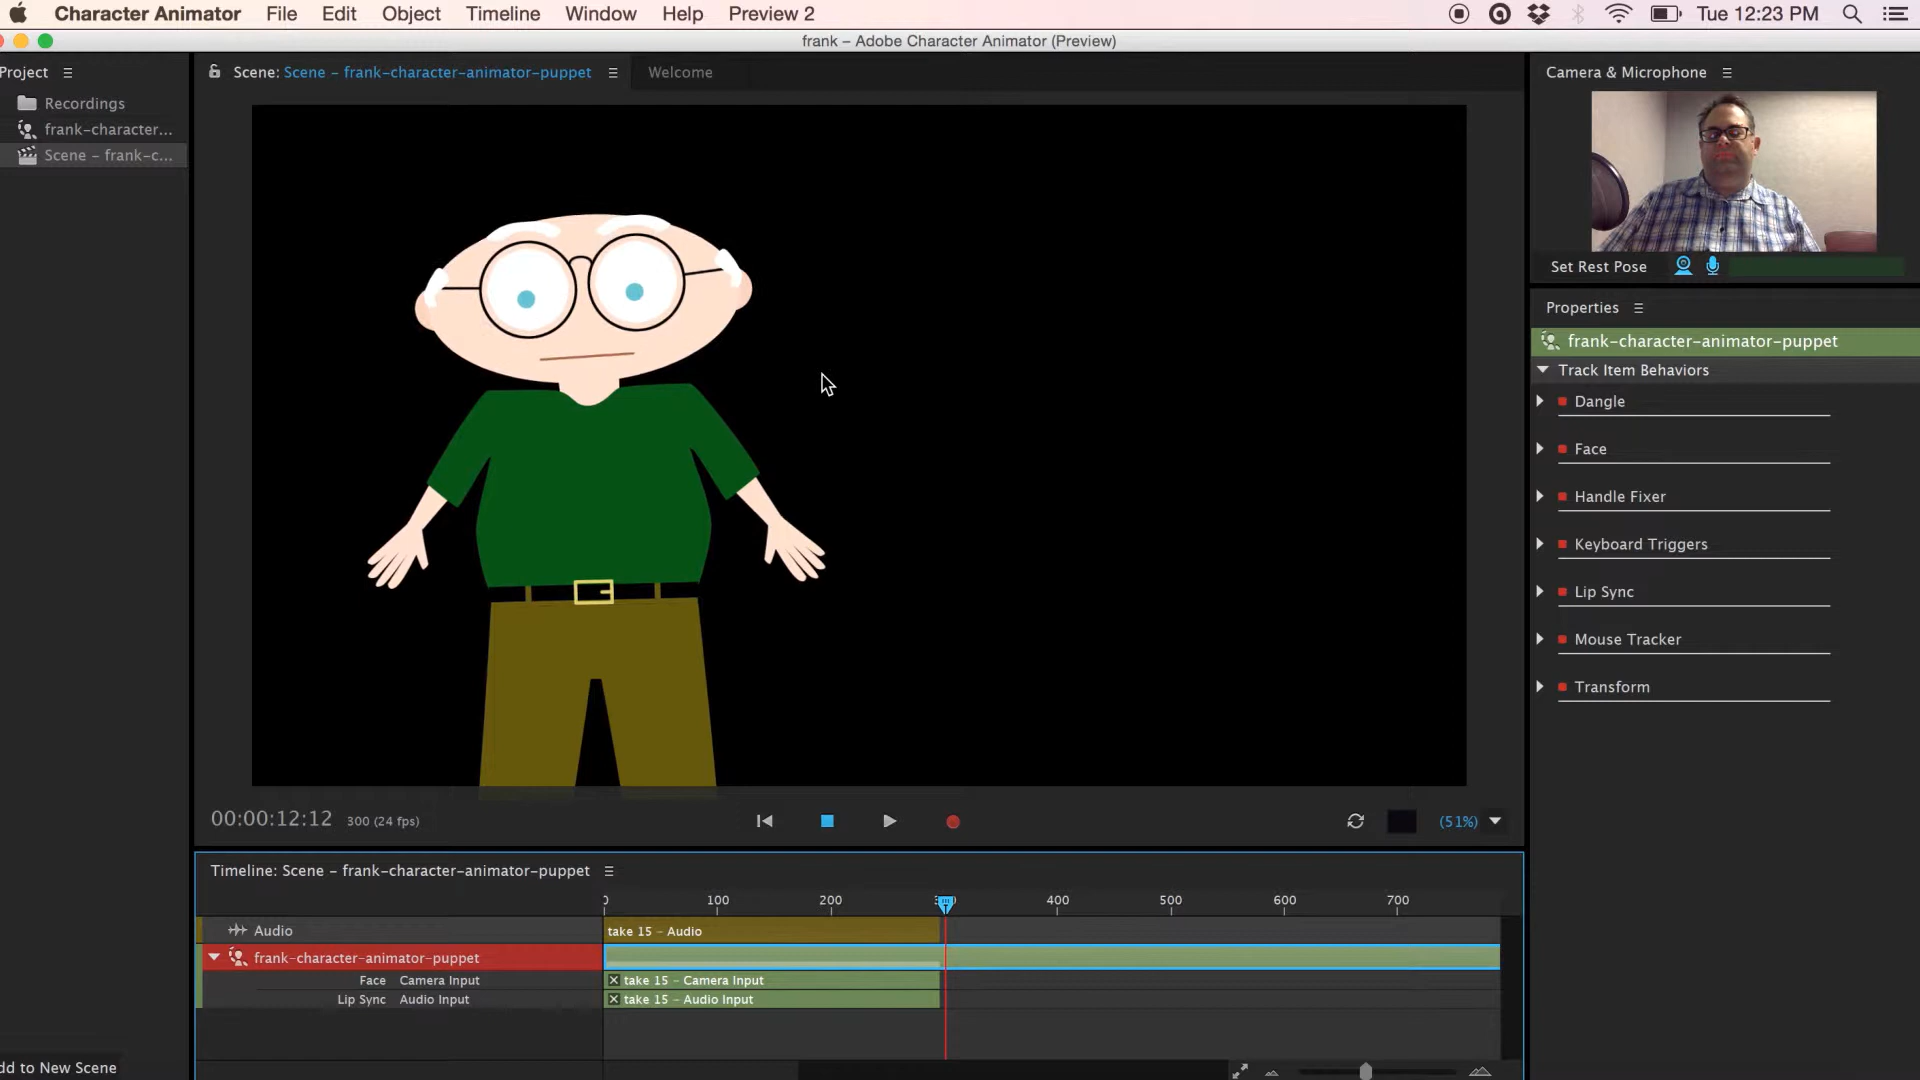 Character Animator File Edit Object Timeline Window Help Preview 2 Tue 12:23 PM
frank – Adobe Character Animator (Preview)
Project
Scene: Scene – frank-character-animator-puppet
Welcome
Camera & Microphone
Recordings
frank-character...
Scene – frank-c...
Set Rest Pose
Properties
frank-character-animator-puppet
Track Item Behaviors
Dangle
Face
Handle Fixer
Keyboard Triggers
Lip Sync
Mouse Tracker
Transform
00:00:12:12 300 (24 fps)
(51%)
Timeline: Scene – frank-character-animator-puppet
0 100 200 400 500 600 700
Audio
take 15 – Audio
frank-character-animator-puppet
Face Camera Input
take 15 – Camera Input
Lip Sync Audio Input
take 15 – Audio Input
dd to New Scene